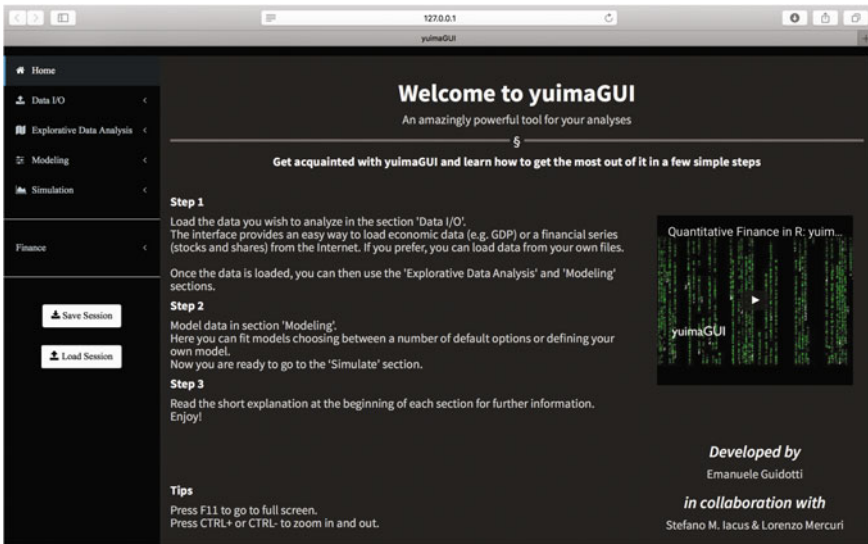 127.0.0.1
yuimaGUI
Home
Data I/O
Explorative Data Analysis
Modeling
Simulation
Finance
Save Session
Load Session
Welcome to yuimaGUI
An amazingly powerful tool for your analyses
§
Get acquainted with yuimaGUI and learn how to get the most out of it in a few simple steps
Step 1
Load the data you wish to analyze in the section 'Data I/O'.
The interface provides an easy way to load economic data (e.g. GDP) or a financial series
(stocks and shares) from the Internet. If you prefer, you can load data from your own files.
Once the data is loaded, you can then use the 'Explorative Data Analysis' and 'Modeling'
sections.
Step 2
Model data in section 'Modeling'.
Here you can fit models choosing between a number of default options or defining your
own model.
Now you are ready to go to the 'Simulate' section.
Step 3
Read the short explanation at the beginning of each section for further information.
Enjoy!
Tips
Press F11 to go to full screen.
Press CTRL+ or CTRL- to zoom in and out.
Quantitative Finance in R: yuim...
yuimaGUI
Developed by
Emanuele Guidotti
in collaboration with
Stefano M. Iacus & Lorenzo Mercuri